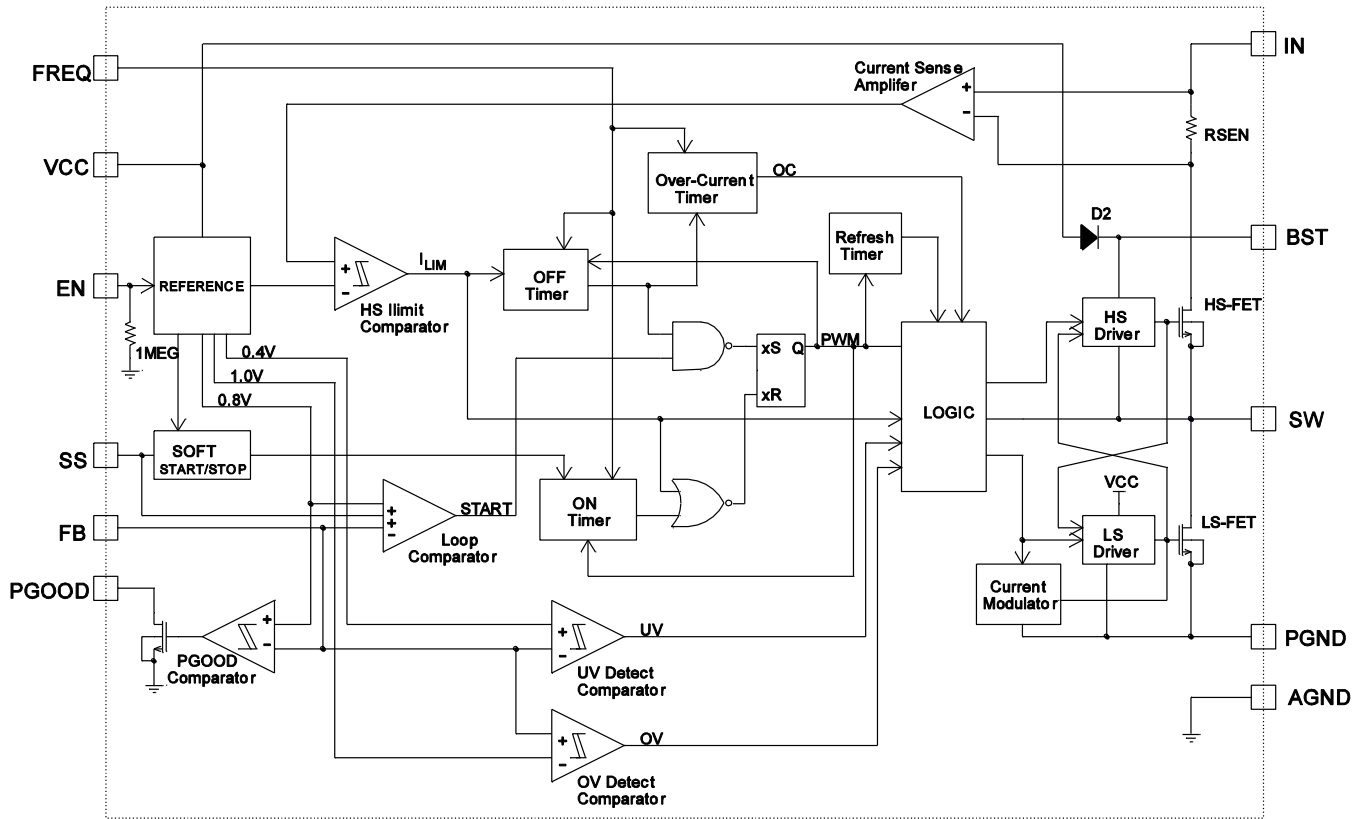 FREQ
VCC
EN
SS
FB
PGOOD
IN
BST
SW
PGND
AGND
Current Sense
Amplifer
+
-
RSEN
Over-Current
Timer
OC
D2
Refresh
Timer
REFERENCE
+
-
ILIM
HS Ilimit
Comparator
OFF
Timer
HS
Driver
HS-FET
1MEG
0.4V
1.0V
0.8V
xS
Q
xR
PWM
LOGIC
SOFT
START/STOP
+
+
-
START
Loop
Comparator
ON
Timer
VCC
LS
Driver
LS-FET
Current
Modulator
+
-
PGOOD
Comparator
+
-
UV
UV Detect
Comparator
+
-
OV
OV Detect
Comparator